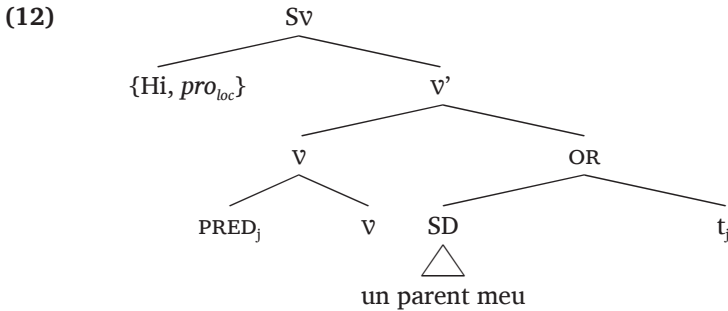 (12) Sv
{Hi, pro_loc} v’
v OR
PRED_j v SD t_j
un parent meu